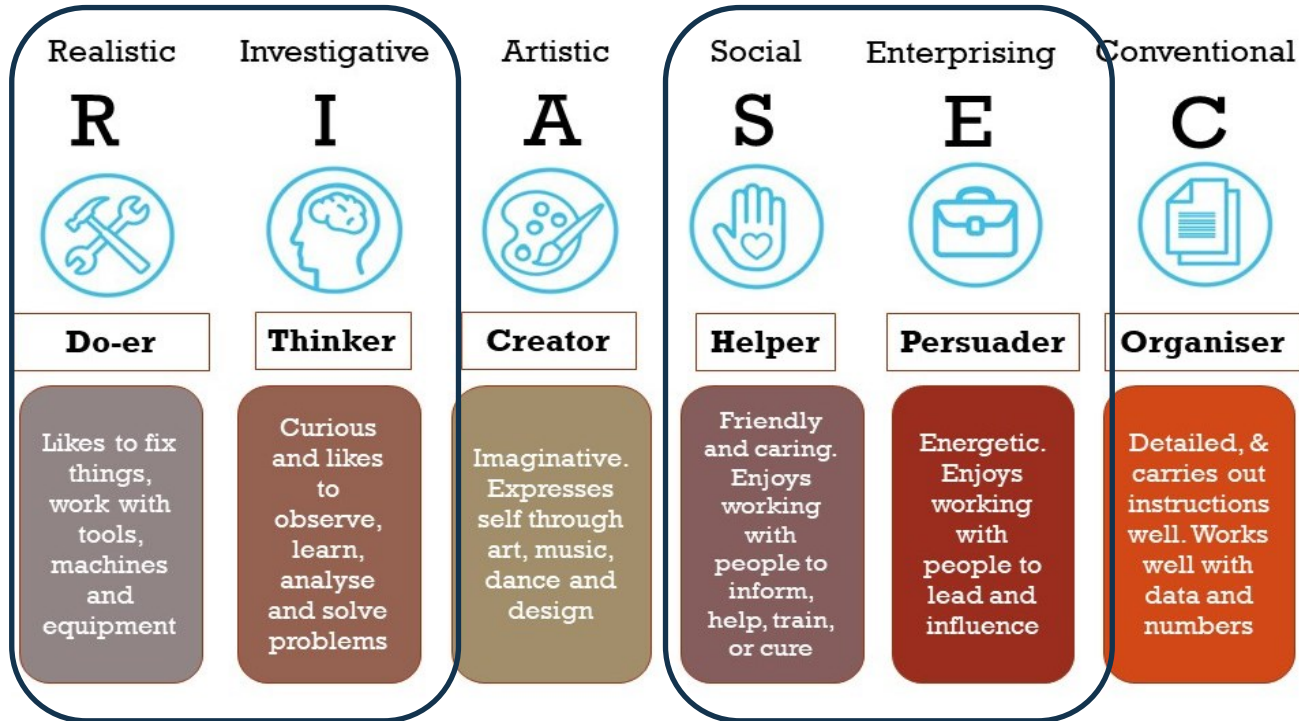 Realistic
R
Do-er
Likes to fix
things,
work with
tools,
machines
and
equipment
Investigative
I
Thinker
Curious
and likes
to
observe,
learn,
analyse
and solve
problems
Artistic
A
Creator
Imaginative.
Expresses
self through
art, music,
dance and
design
Social
S
Helper
Friendly
and caring.
Enjoys
working
with
people to
inform,
help, train,
or cure
Enterprising
E
Persuader
Energetic.
Enjoys
working
with
people to
lead and
influence
Conventional
C
Organiser
Detailed, &
carries out
instructions
well. Works
well with
data and
numbers